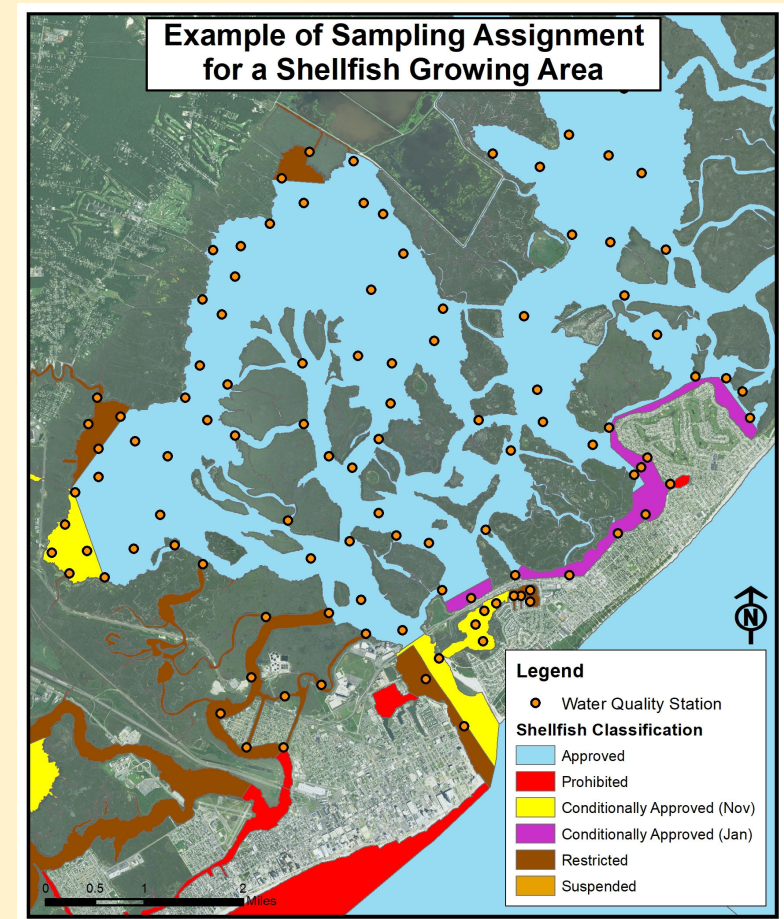 Example of Sampling Assignment
for a Shellfish Growing Area
N
Legend
Water Quality Station
Shellfish Classification
Approved
Prohibited
Conditionally Approved (Nov)
Conditionally Approved (Jan)
Restricted
Suspended
0 0.5 1 2
Miles